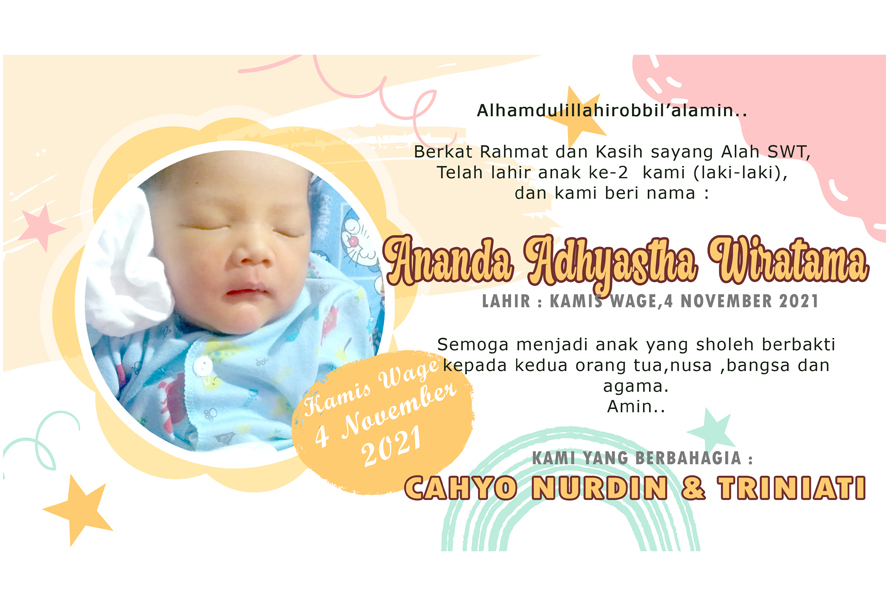 Alhamdulillahirobbil'alamin..
Berkat Rahmat dan Kasih sayang Alah SWT,
Telah lahir anak ke-2 kami (laki-laki),
dan kami beri nama :
Ananda Adhyastha Wiratama
LAHIR : KAMIS WAGE,4 NOVEMBER 2021
Semoga menjadi anak yang sholeh berbakti
kepada kedua orang tua,nusa ,bangsa dan
agama.
Amin..
Kamis Wage
4 November
2021
KAMI YANG BERBAHAGIA :
CAHYO NURDIN & TRINIATI